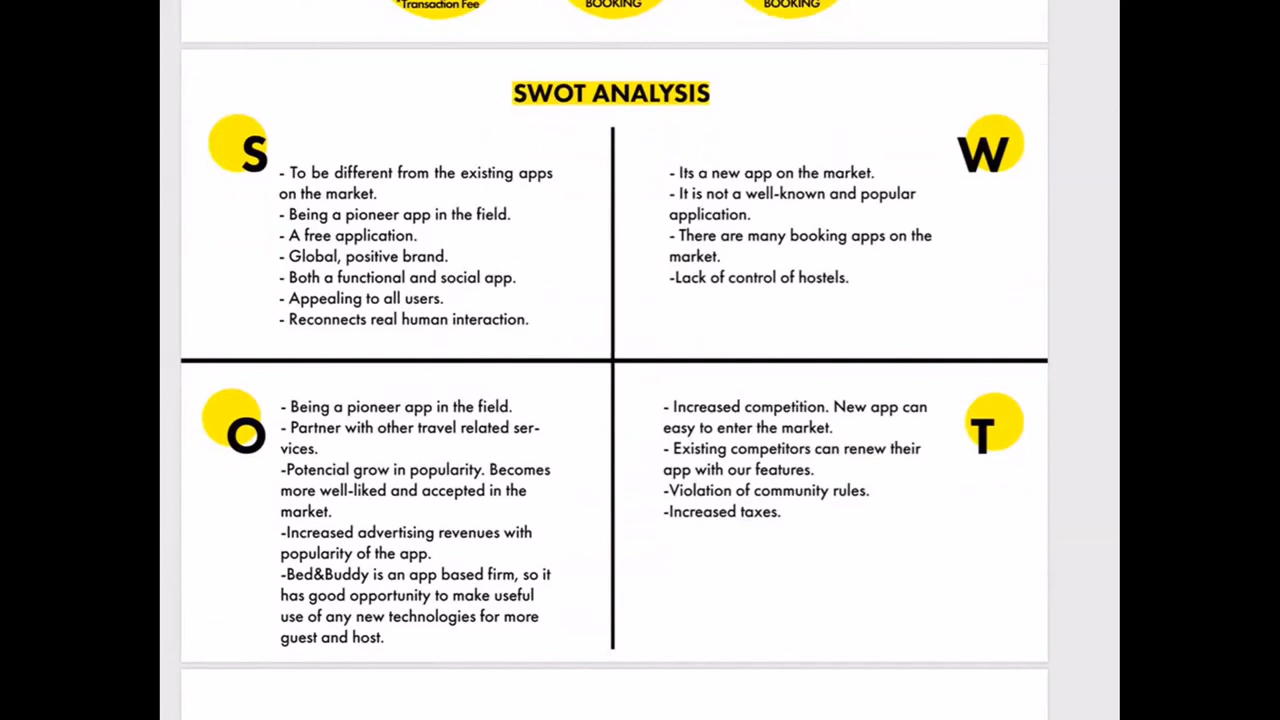 *Transaction Fee
BOOKING
BOOKING
SWOT ANALYSIS
S
- To be different from the existing apps
on the market.
- Being a pioneer app in the field.
- A free application.
- Global, positive brand.
- Both a functional and social app.
- Appealing to all users.
- Reconnects real human interaction.
W
- Its a new app on the market.
- It is not a well-known and popular
application.
- There are many booking apps on the
market.
-Lack of control of hostels.
O
- Being a pioneer app in the field.
- Partner with other travel related ser-
vices.
-Potencial grow in popularity. Becomes
more well-liked and accepted in the
market.
-Increased advertising revenues with
popularity of the app.
-Bed&Buddy is an app based firm, so it
has good opportunity to make useful
use of any new technologies for more
guest and host.
T
- Increased competition. New app can
easy to enter the market.
- Existing competitors can renew their
app with our features.
-Violation of community rules.
-Increased taxes.